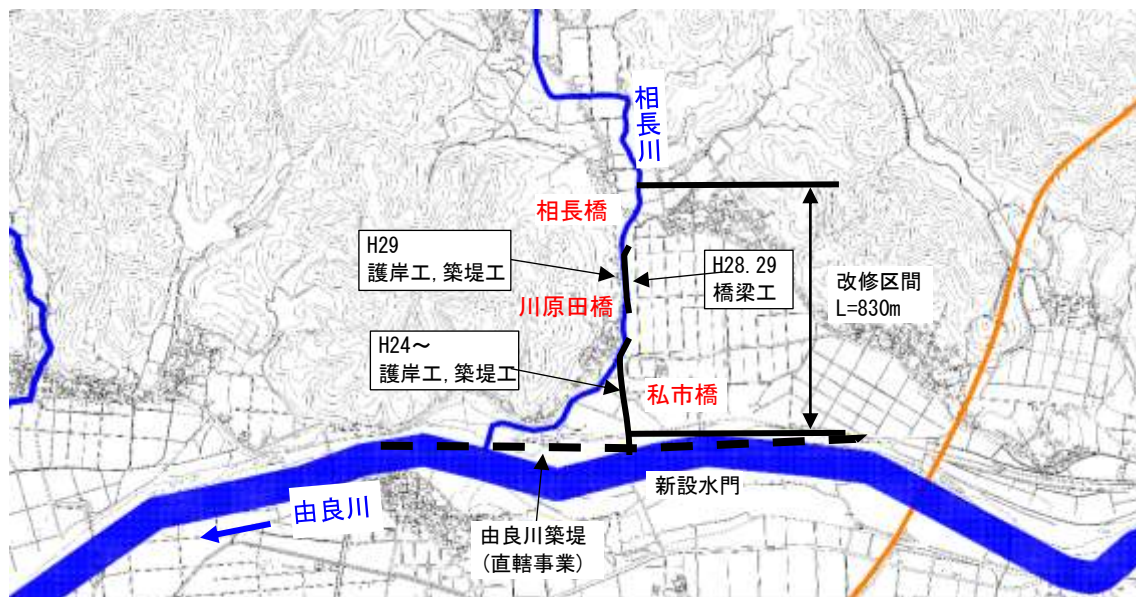 相長川
相長橋
H29
護岸工,築堤工
H28.29
橋梁工
改修区間
L=830m
川原田橋
H24～
護岸工,築堤工
私市橋
新設水門
由良川
由良川築堤
(直轄事業)